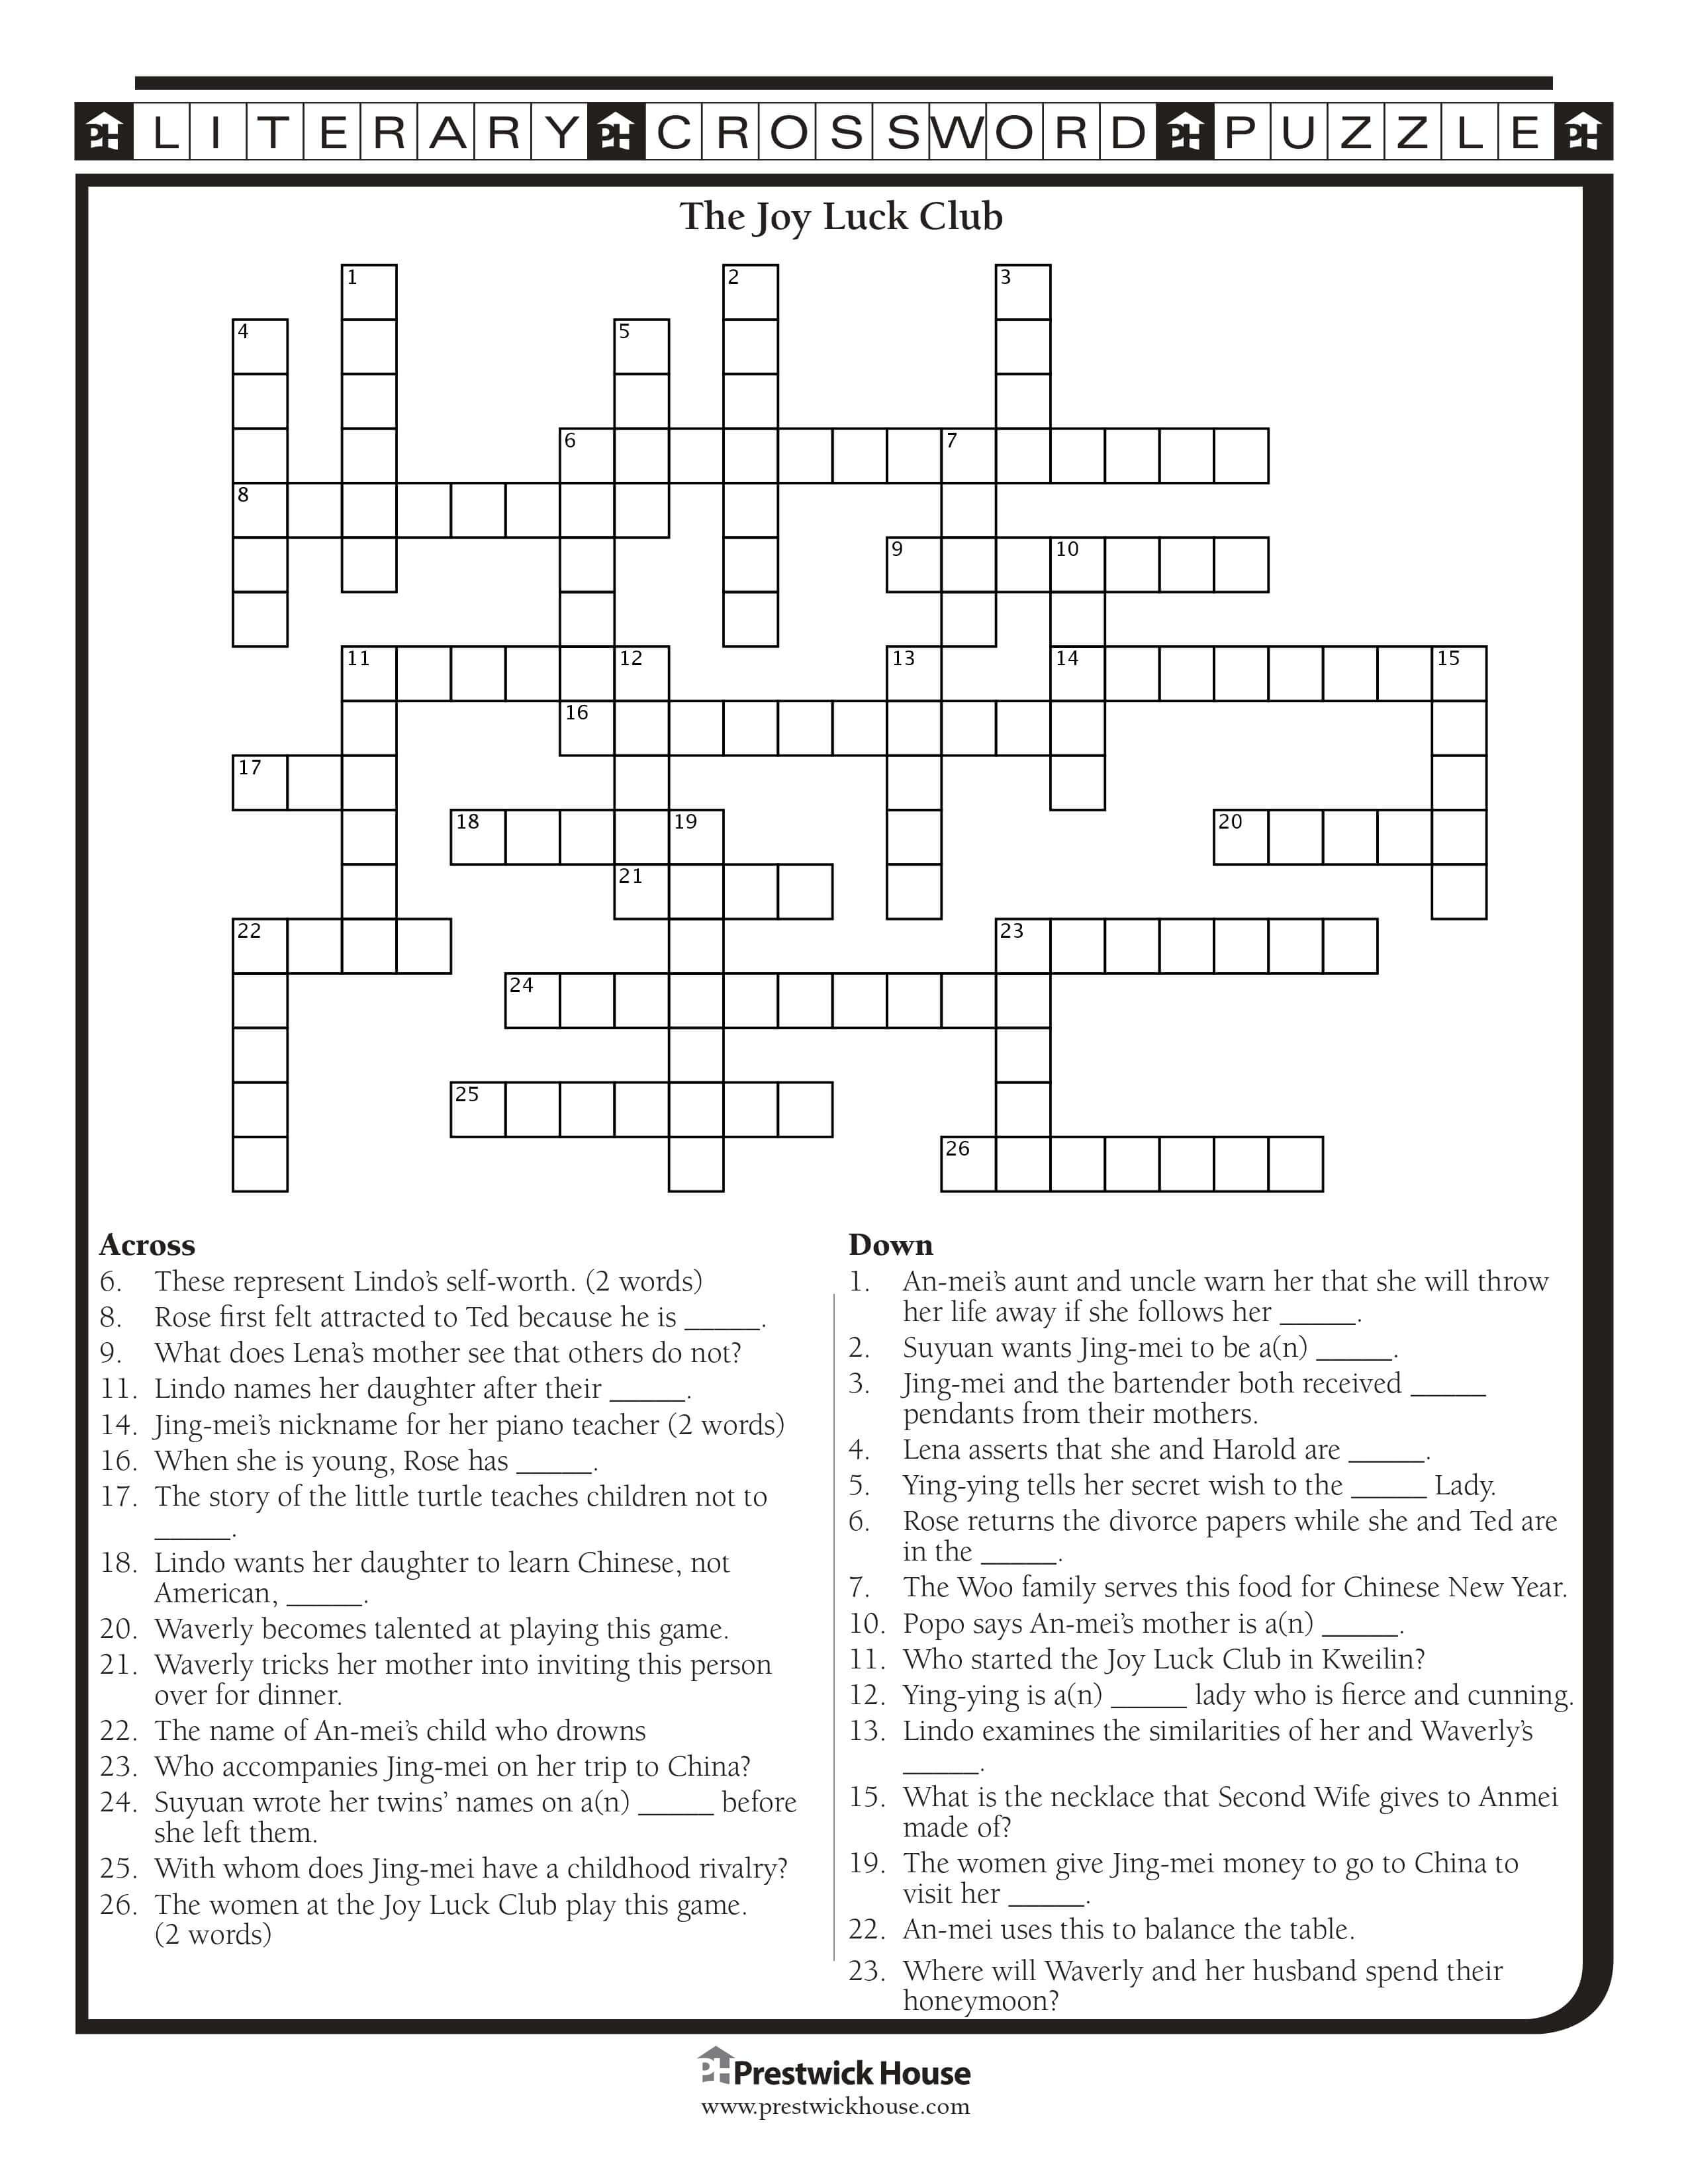 LITERARY CROSSWORD PUZZLE
The Joy Luck Club
1 2 3
4 5
6 7
8
9 10
11 12 13 14 15
16
17
18 19 20
21
22 23
24
25
26
Across
6. These represent Lindo's self-worth. (2 words)
8. Rose first felt attracted to Ted because he is _____.
9. What does Lena's mother see that others do not?
11. Lindo names her daughter after their _____.
14. Jing-mei's nickname for her piano teacher (2 words)
16. When she is young, Rose has _____.
17. The story of the little turtle teaches children not to
_____.
18. Lindo wants her daughter to learn Chinese, not
American, _____.
20. Waverly becomes talented at playing this game.
21. Waverly tricks her mother into inviting this person
over for dinner.
22. The name of An-mei's child who drowns
23. Who accompanies Jing-mei on her trip to China?
24. Suyuan wrote her twins' names on a(n) _____ before
she left them.
25. With whom does Jing-mei have a childhood rivalry?
26. The women at the Joy Luck Club play this game.
(2 words)
Down
1. An-mei's aunt and uncle warn her that she will throw
her life away if she follows her _____.
2. Suyuan wants Jing-mei to be a(n) _____.
3. Jing-mei and the bartender both received _____
pendants from their mothers.
4. Lena asserts that she and Harold are _____.
5. Ying-ying tells her secret wish to the _____ Lady.
6. Rose returns the divorce papers while she and Ted are
in the _____.
7. The Woo family serves this food for Chinese New Year.
10. Popo says An-mei's mother is a(n) _____.
11. Who started the Joy Luck Club in Kweilin?
12. Ying-ying is a(n) _____ lady who is fierce and cunning.
13. Lindo examines the similarities of her and Waverly's
_____.
15. What is the necklace that Second Wife gives to Anmei
made of?
19. The women give Jing-mei money to go to China to
visit her _____.
22. An-mei uses this to balance the table.
23. Where will Waverly and her husband spend their
honeymoon?
PH Prestwick House
www.prestwickhouse.com